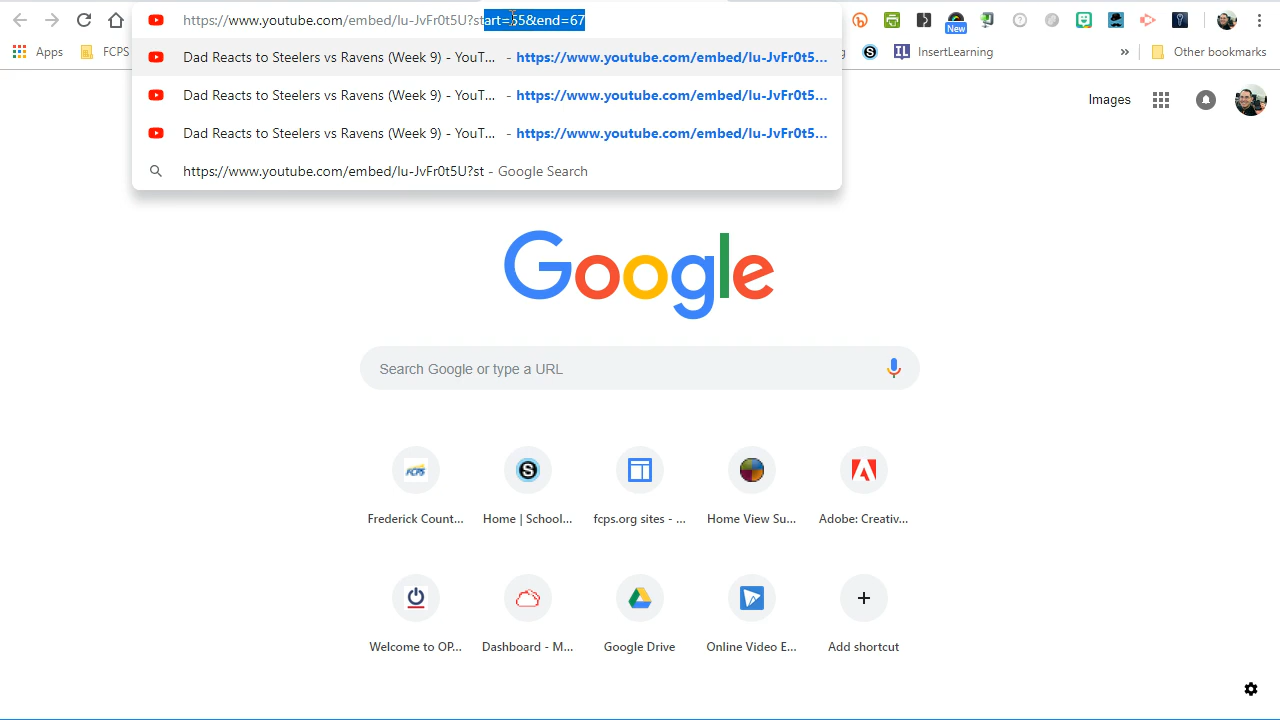 https://www.youtube.com/embed/lu-JvFr0t5U?start=55&end=67
New
Apps
FCPS
InsertLearning
»
Other bookmarks
Dad Reacts to Steelers vs Ravens (Week 9) - YouT... - https://www.youtube.com/embed/lu-JvFr0t5...
Dad Reacts to Steelers vs Ravens (Week 9) - YouT... - https://www.youtube.com/embed/lu-JvFr0t5...
Dad Reacts to Steelers vs Ravens (Week 9) - YouT... - https://www.youtube.com/embed/lu-JvFr0t5...
https://www.youtube.com/embed/lu-JvFr0t5U?st - Google Search
Images
Google
Search Google or type a URL
Frederick Count...
Home | School...
fcps.org sites - ...
Home View Su...
Adobe: Creativ...
Welcome to OP...
Dashboard - M...
Google Drive
Online Video E...
Add shortcut